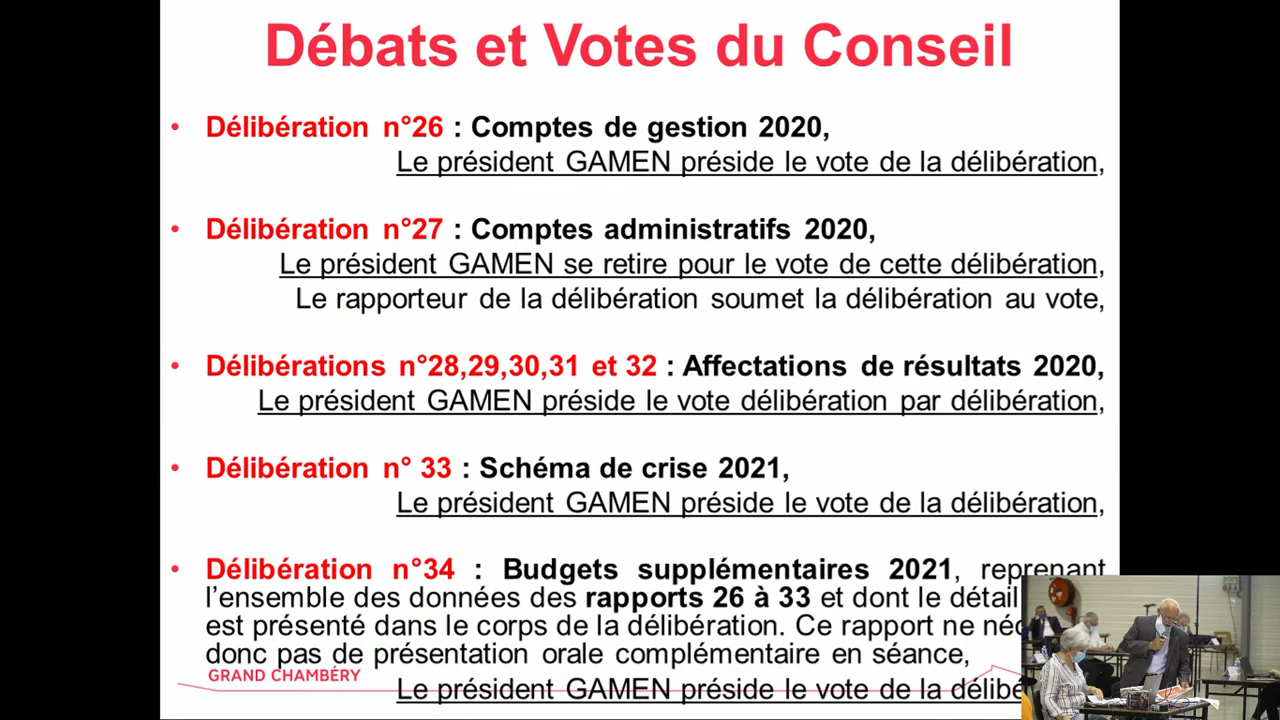 Débats et Votes du Conseil
• Délibération n°26 : Comptes de gestion 2020,
Le président GAMEN préside le vote de la délibération,
• Délibération n°27 : Comptes administratifs 2020,
Le président GAMEN se retire pour le vote de cette délibération,
Le rapporteur de la délibération soumet la délibération au vote,
• Délibérations n°28,29,30,31 et 32 : Affectations de résultats 2020,
Le président GAMEN préside le vote délibération par délibération,
• Délibération n° 33 : Schéma de crise 2021,
Le président GAMEN préside le vote de la délibération,
• Délibération n°34 : Budgets supplémentaires 2021, reprenant
l'ensemble des données des rapports 26 à 33 et dont le détail
est présenté dans le corps de la délibération. Ce rapport ne
donc pas de présentation orale complémentaire en séance,
GRAND CHAMBÉRY
Le président GAMEN préside le vote de la